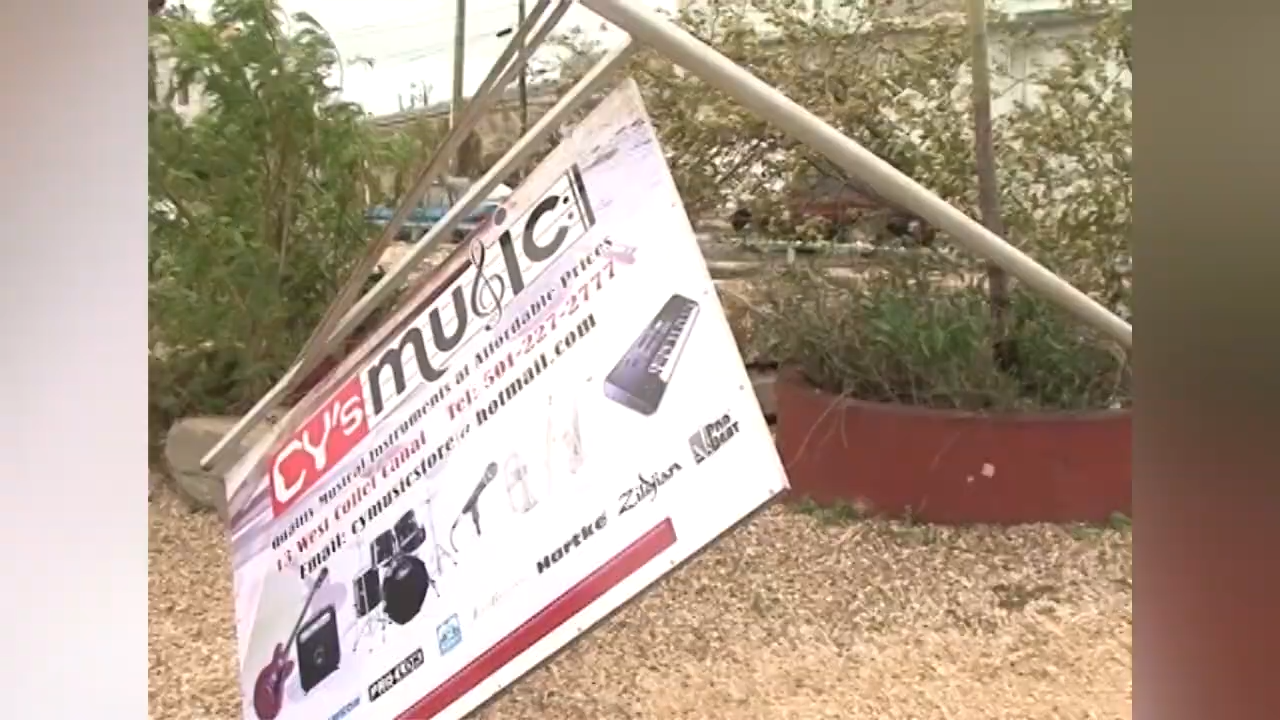 CY's music
Quality Musical Instruments at Affordable Prices
13 West Collet Canal Tel: 501-227-2777
Email: cymusicstore@hotmail.com
PROBEAT
Zildjian
Hartke